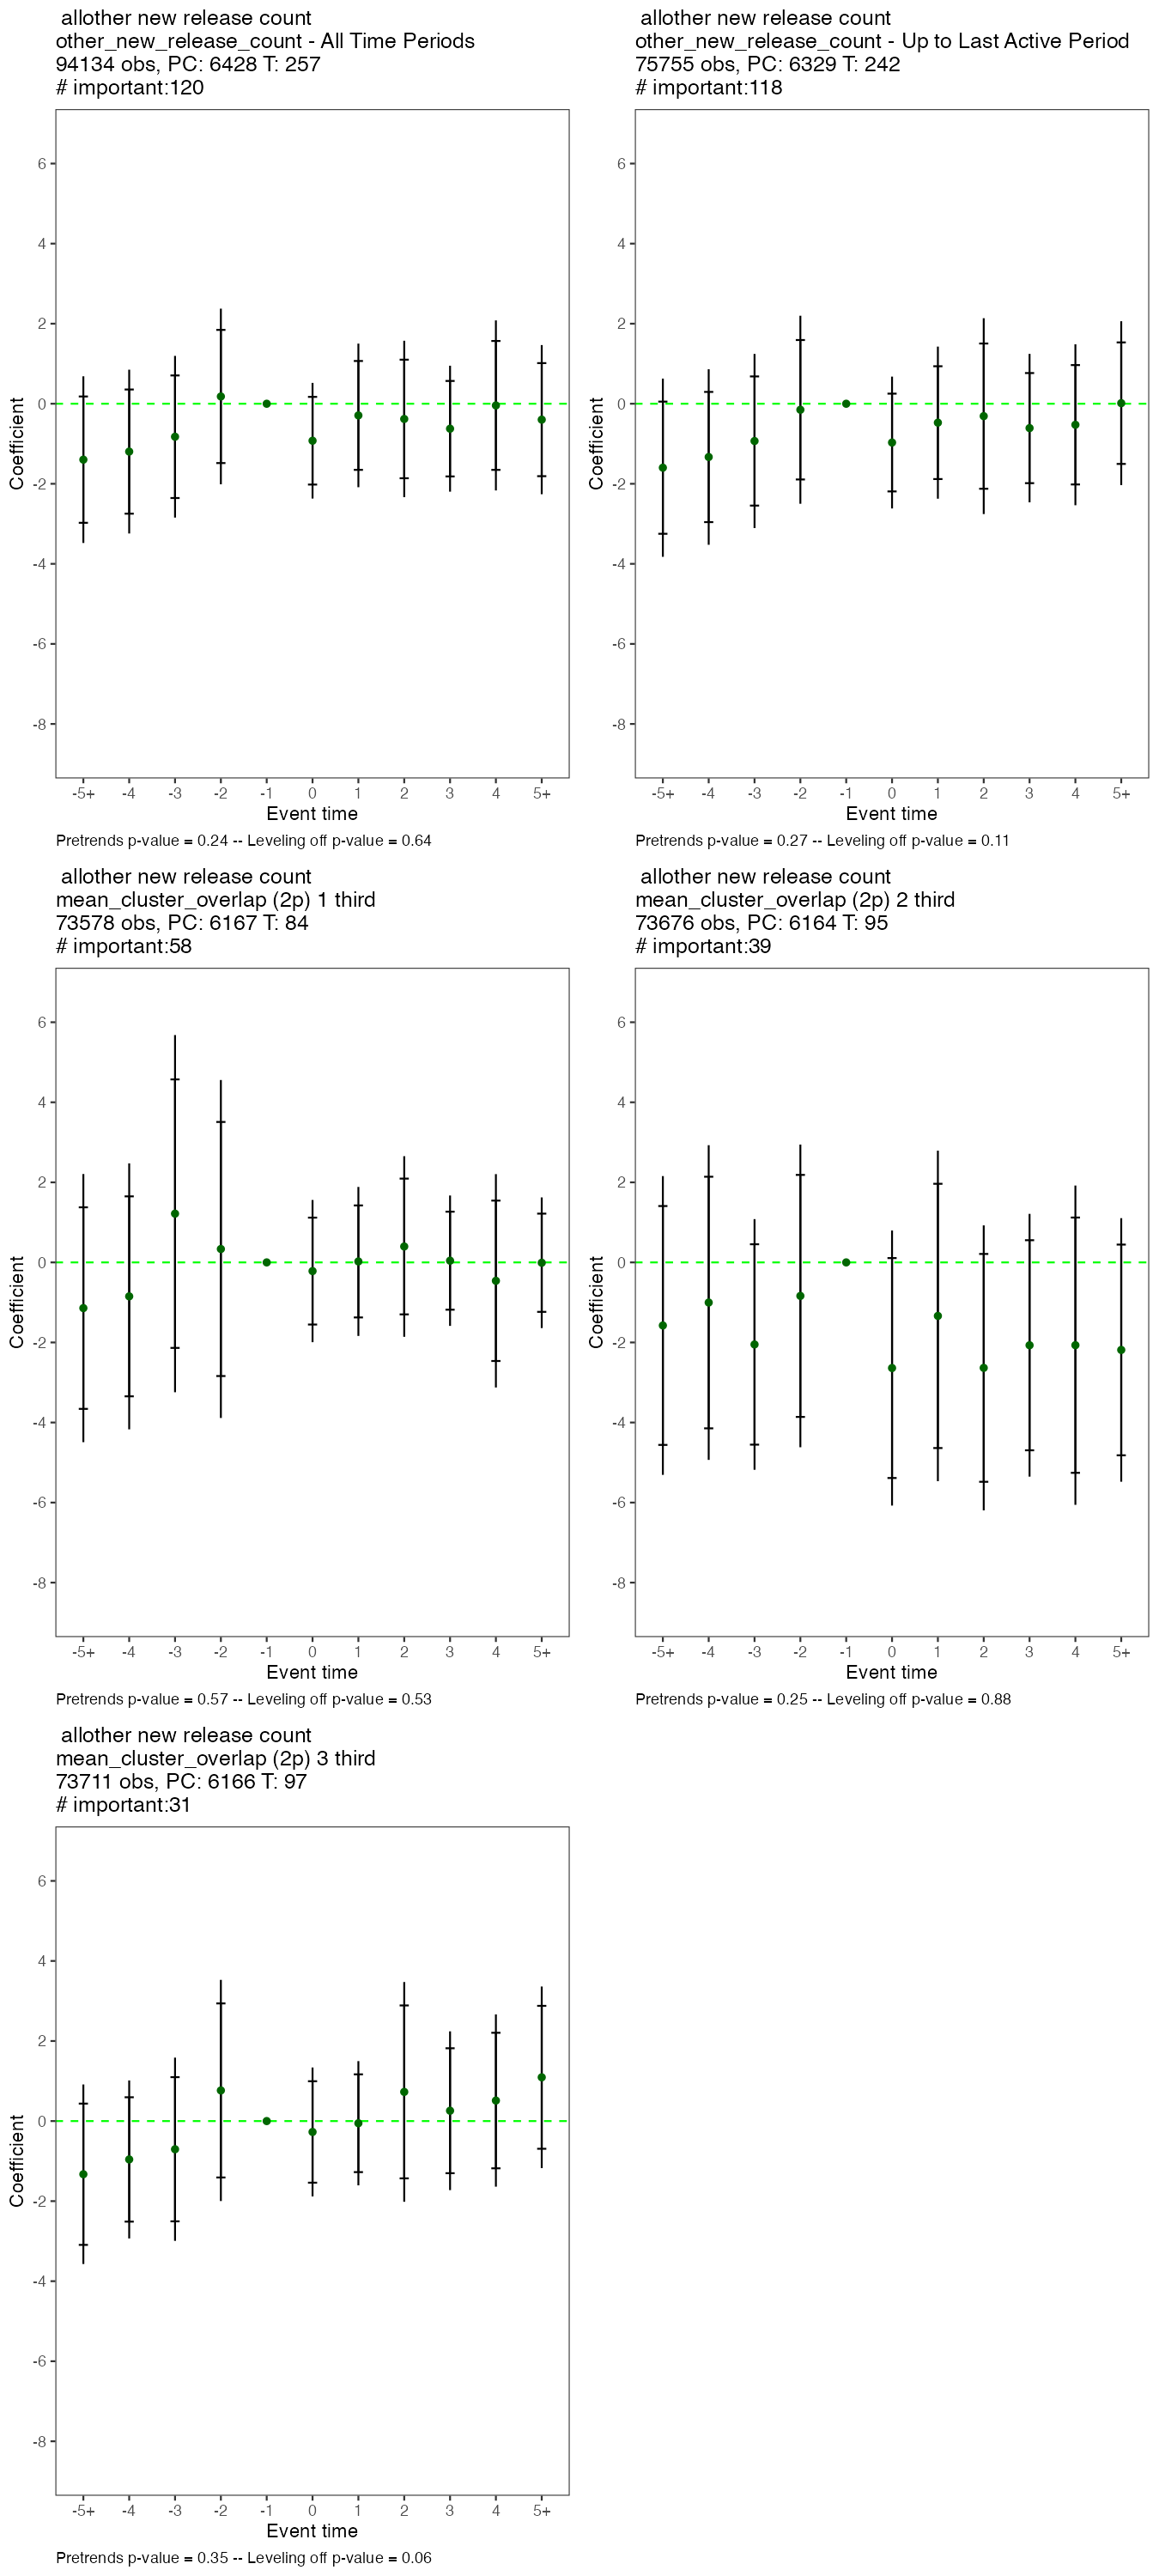 allother new release count
other_new_release_count - All Time Periods
94134 obs, PC: 6428 T: 257
# important:120
6
4
2
0
-2
-4
-6
-8
Coefficient
-5+ -4 -3 -2 -1 0 1 2 3 4 5+
Event time
Pretrends p-value = 0.24 -- Leveling off p-value = 0.64
allother new release count
other_new_release_count - Up to Last Active Period
75755 obs, PC: 6329 T: 242
# important:118
6
4
2
0
-2
-4
-6
-8
Coefficient
-5+ -4 -3 -2 -1 0 1 2 3 4 5+
Event time
Pretrends p-value = 0.27 -- Leveling off p-value = 0.11
allother new release count
mean_cluster_overlap (2p) 1 third
73578 obs, PC: 6167 T: 84
# important:58
6
4
2
0
-2
-4
-6
-8
Coefficient
-5+ -4 -3 -2 -1 0 1 2 3 4 5+
Event time
Pretrends p-value = 0.57 -- Leveling off p-value = 0.53
allother new release count
mean_cluster_overlap (2p) 2 third
73676 obs, PC: 6164 T: 95
# important:39
6
4
2
0
-2
-4
-6
-8
Coefficient
-5+ -4 -3 -2 -1 0 1 2 3 4 5+
Event time
Pretrends p-value = 0.25 -- Leveling off p-value = 0.88
allother new release count
mean_cluster_overlap (2p) 3 third
73711 obs, PC: 6166 T: 97
# important:31
6
4
2
0
-2
-4
-6
-8
Coefficient
-5+ -4 -3 -2 -1 0 1 2 3 4 5+
Event time
Pretrends p-value = 0.35 -- Leveling off p-value = 0.06